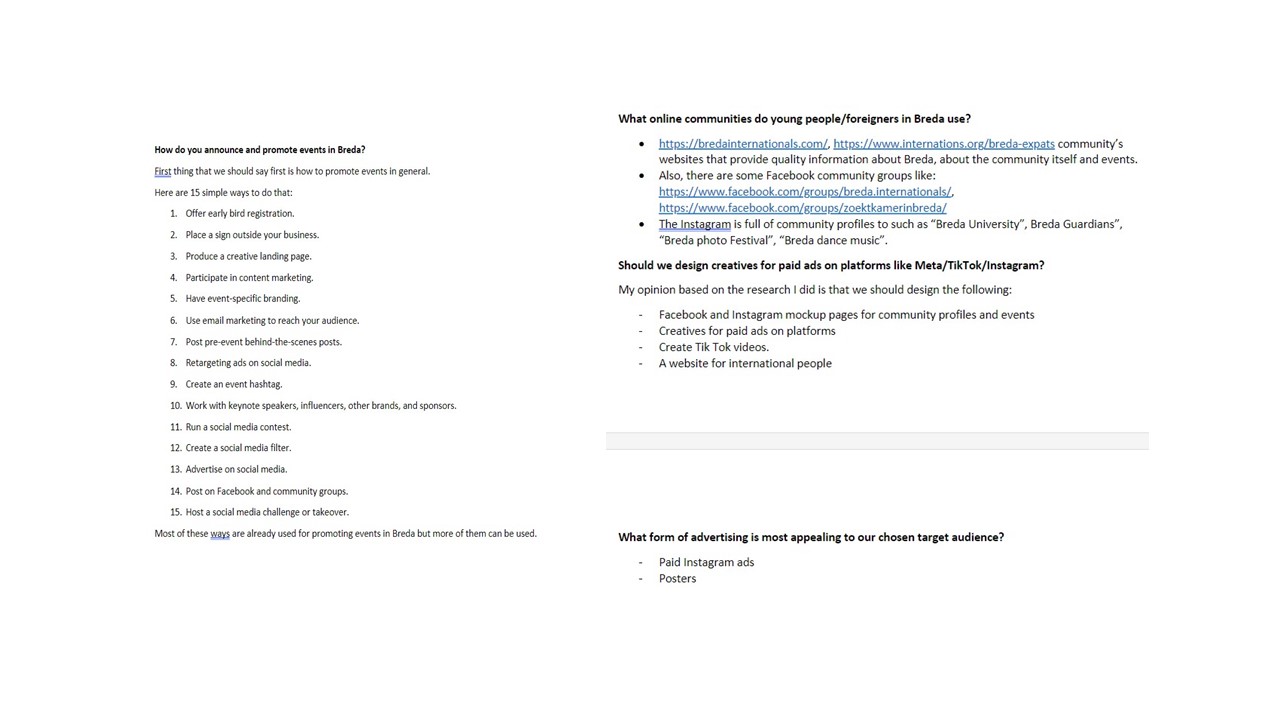 How do you announce and promote events in Breda?
First thing that we should say first is how to promote events in general.
Here are 15 simple ways to do that:
1. Offer early bird registration.
2. Place a sign outside your business.
3. Produce a creative landing page.
4. Participate in content marketing.
5. Have event-specific branding.
6. Use email marketing to reach your audience.
7. Post pre-event behind-the-scenes posts.
8. Retargeting ads on social media.
9. Create an event hashtag.
10. Work with keynote speakers, influencers, other brands, and sponsors.
11. Run a social media contest.
12. Create a social media filter.
13. Advertise on social media.
14. Post on Facebook and community groups.
15. Host a social media challenge or takeover.
Most of these ways are already used for promoting events in Breda but more of them can be used.
What online communities do young people/foreigners in Breda use?
• https://bredainternationals.com/, https://www.internations.org/breda-expats community's
websites that provide quality information about Breda, about the community itself and events.
• Also, there are some Facebook community groups like:
https://www.facebook.com/groups/breda.internationals/,
https://www.facebook.com/groups/zoektkamerinbreda/
• The Instagram is full of community profiles to such as “Breda University”, Breda Guardians”,
“Breda photo Festival”, “Breda dance music”.
Should we design creatives for paid ads on platforms like Meta/TikTok/Instagram?
My opinion based on the research I did is that we should design the following:
- Facebook and Instagram mockup pages for community profiles and events
- Creatives for paid ads on platforms
- Create Tik Tok videos.
- A website for international people
What form of advertising is most appealing to our chosen target audience?
- Paid Instagram ads
- Posters